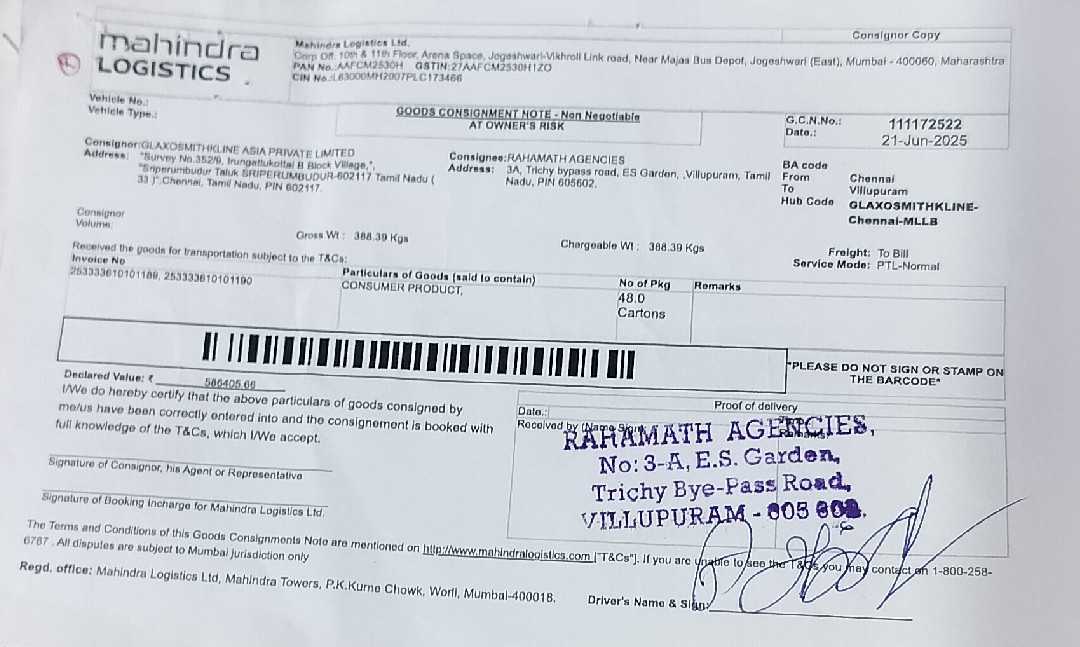 Consignor Copy
mahindra
LOGISTICS
Mahindra Logistics Ltd.
Corp Off. 10th & 11th Floor, Arena Space, Jogeshwari-Vikhroli Link road, Near Majas Bus Depot, Jogeshwari (East), Mumbai - 400060, Maharashtra
PAN No.:AAFCM2530H GSTIN:27AAFCM2530H1ZO
CIN No.:L63000MH2007PLC173466
Vehicle No.:
Vehicle Type.:
GOODS CONSIGNMENT NOTE - Non Negotiable
AT OWNER'S RISK
G.C.N.No.: 111172522
Date.: 21-Jun-2025
Consignor:GLAXOSMITHKLINE ASIA PRIVATE LIMITED
Address: "Survey No.352/9, Irungattukottai B Block Village,",
"Sriperumbudur Taluk SRIPERUMBUDUR-602117 Tamil Nadu (
33 )",Chennai, Tamil Nadu, PIN 602117.
Consignee:RAHAMATH AGENCIES
Address: 3A, Trichy bypass road, ES Garden, ,Villupuram, Tamil
Nadu, PIN 605602.
BA code
From Chennai
To Villupuram
Hub Code GLAXOSMITHKLINE-
Chennai-MLLB
Consignor
Volume:
Gross Wt : 388.39 Kgs
Chargeable Wt : 388.39 Kgs
Freight: To Bill
Service Mode: PTL-Normal
Received the goods for transportation subject to the T&Cs:
Invoice No
Particulars of Goods (said to contain)
No of Pkg
Remarks
253333610101189, 253333610101190
CONSUMER PRODUCT,
48.0
Cartons
*PLEASE DO NOT SIGN OR STAMP ON
THE BARCODE*
Declared Value: ₹ 586405.66
I/We do hereby certify that the above particulars of goods consigned by
me/us have been correctly entered into and the consignement is booked with
full knowledge of the T&Cs, which I/We accept.
Proof of delivery
Date.:
Received by
RAHAMATH AGENCIES,
No: 3-A, E.S. Garden,
Trichy Bye-Pass Road,
VILLUPURAM - 605 602.
Signature of Consignor, his Agent or Representative
Signature of Booking Incharge for Mahindra Logistics Ltd.
The Terms and Conditions of this Goods Consignments Note are mentioned on http://www.mahindralogistics.com ["T&Cs"]. If you are unable to see the T&Cs you may contact on 1-800-258-
6787 . All disputes are subject to Mumbai jurisdiction only
Regd. office: Mahindra Logistics Ltd, Mahindra Towers, P.K.Kurne Chowk, Worli, Mumbai-400018.
Driver's Name & Sign: